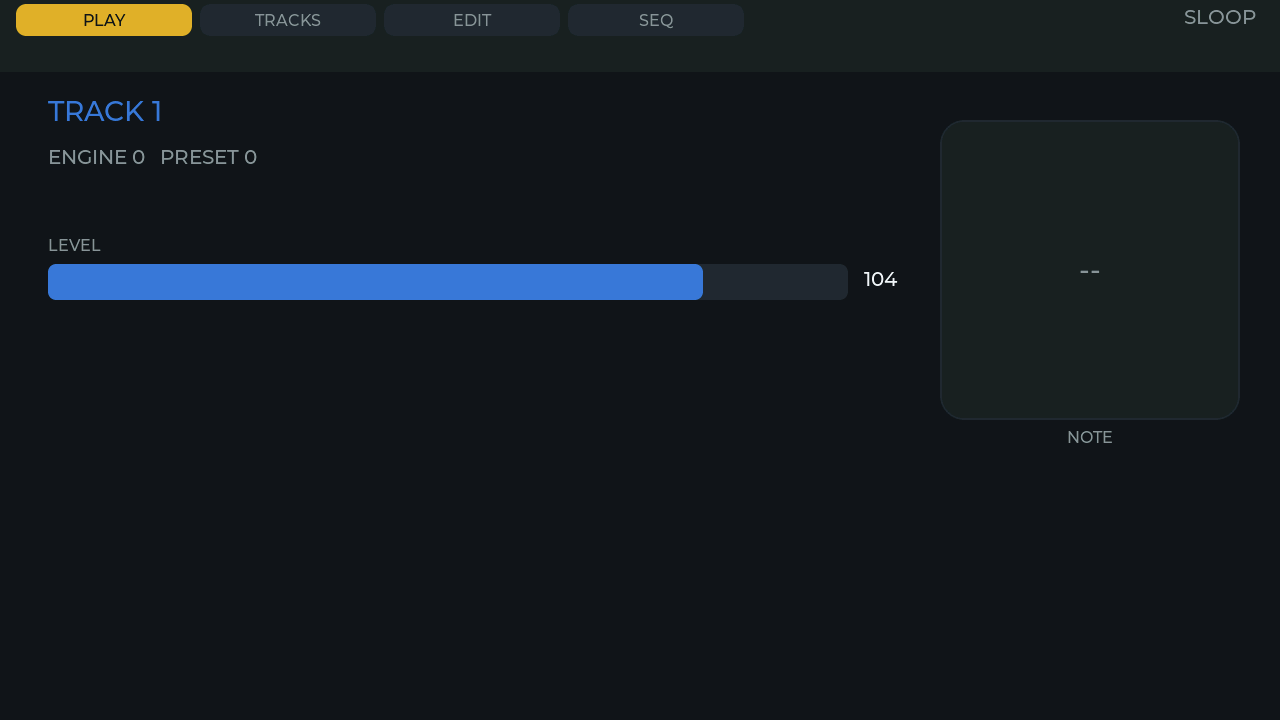 PLAY TRACKS EDIT SEQ SLOOP
TRACK 1
ENGINE 0 PRESET 0
LEVEL
104
--
NOTE